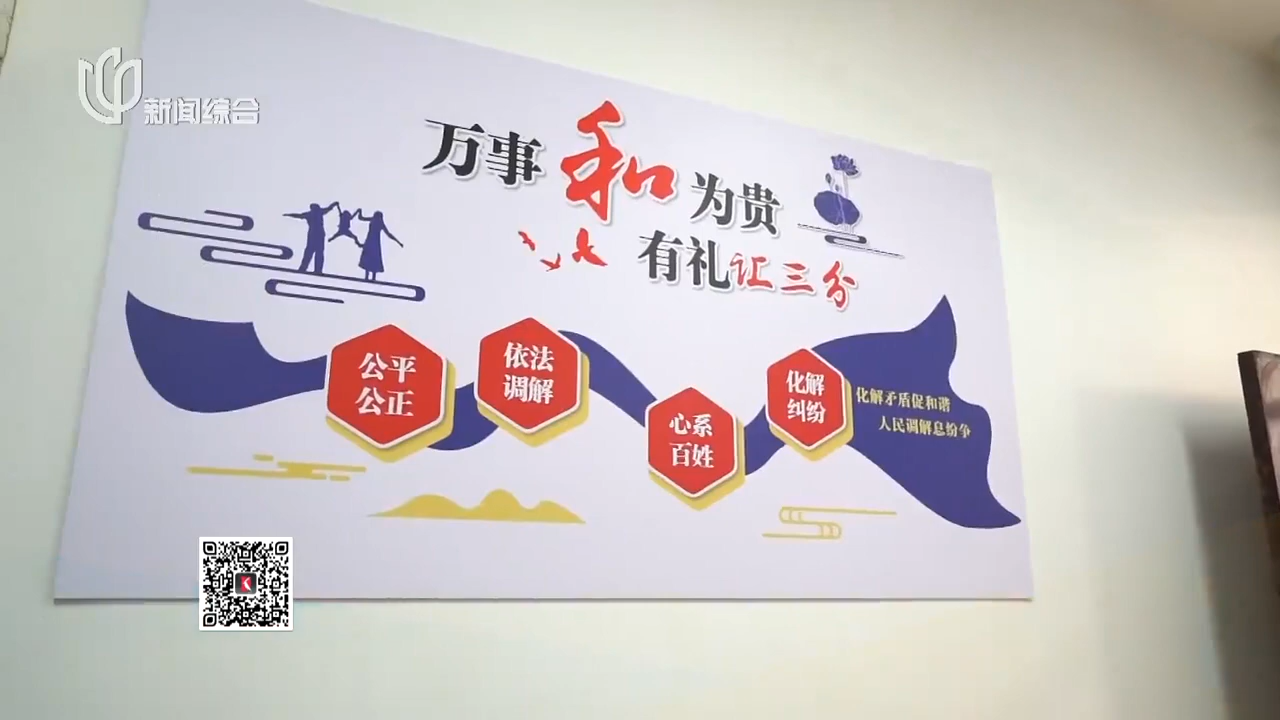 新闻综合
万事和为贵
有礼让三分
公平
公正
依法
调解
心系
百姓
化解
纠纷
化解矛盾促和谐
人民调解息纷争